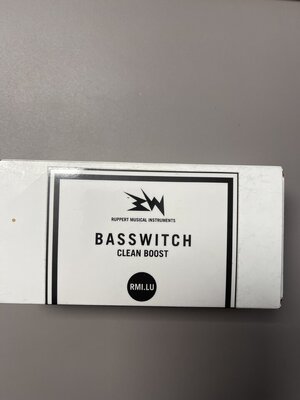 RUPPERT MUSICAL INSTRUMENTS
BASSWITCH
CLEAN BOOST
RMI.LU